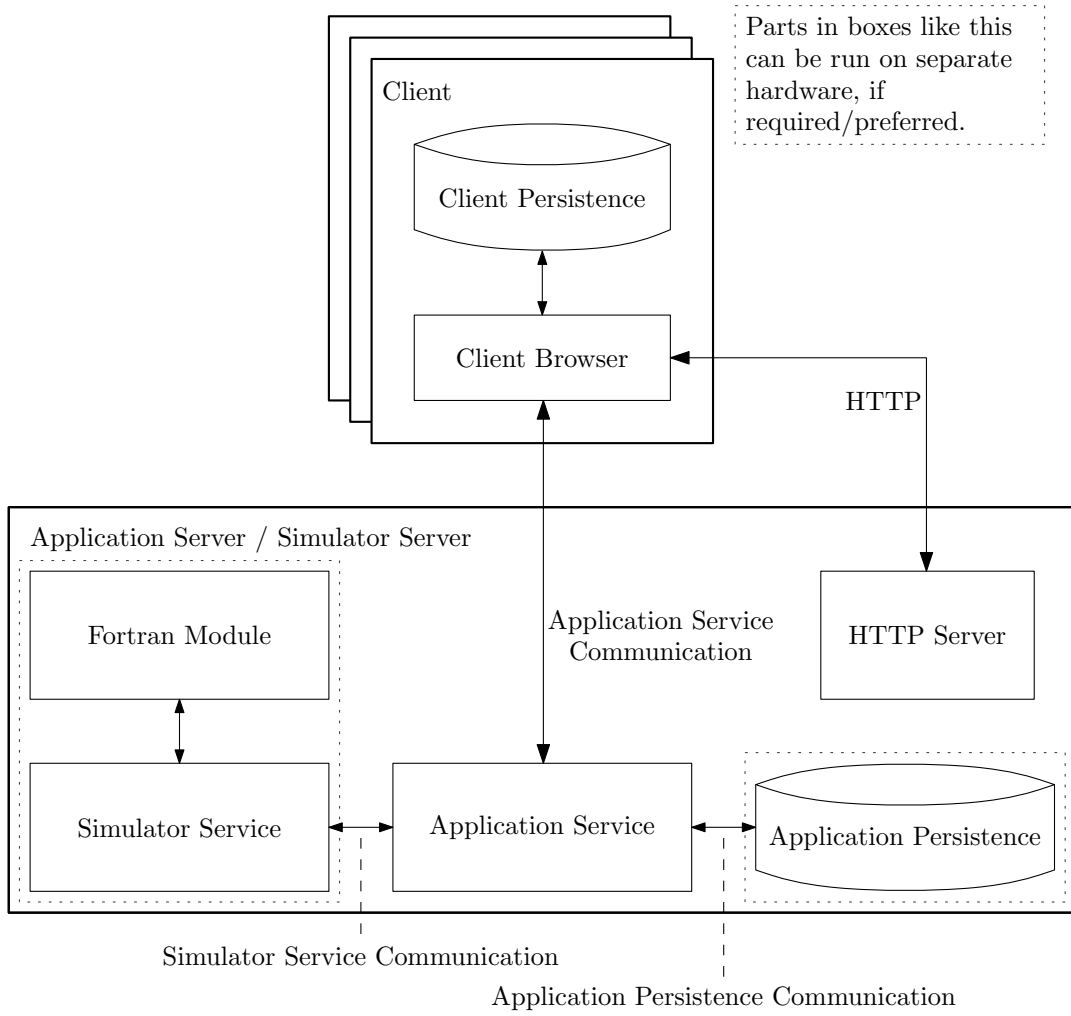 Parts in boxes like this
can be run on separate
hardware, if
required/preferred.
Client
Client Persistence
Client Browser
HTTP
Application Server / Simulator Server
Fortran Module
Application Service
Communication
HTTP Server
Simulator Service
Application Service
Application Persistence
Simulator Service Communication
Application Persistence Communication